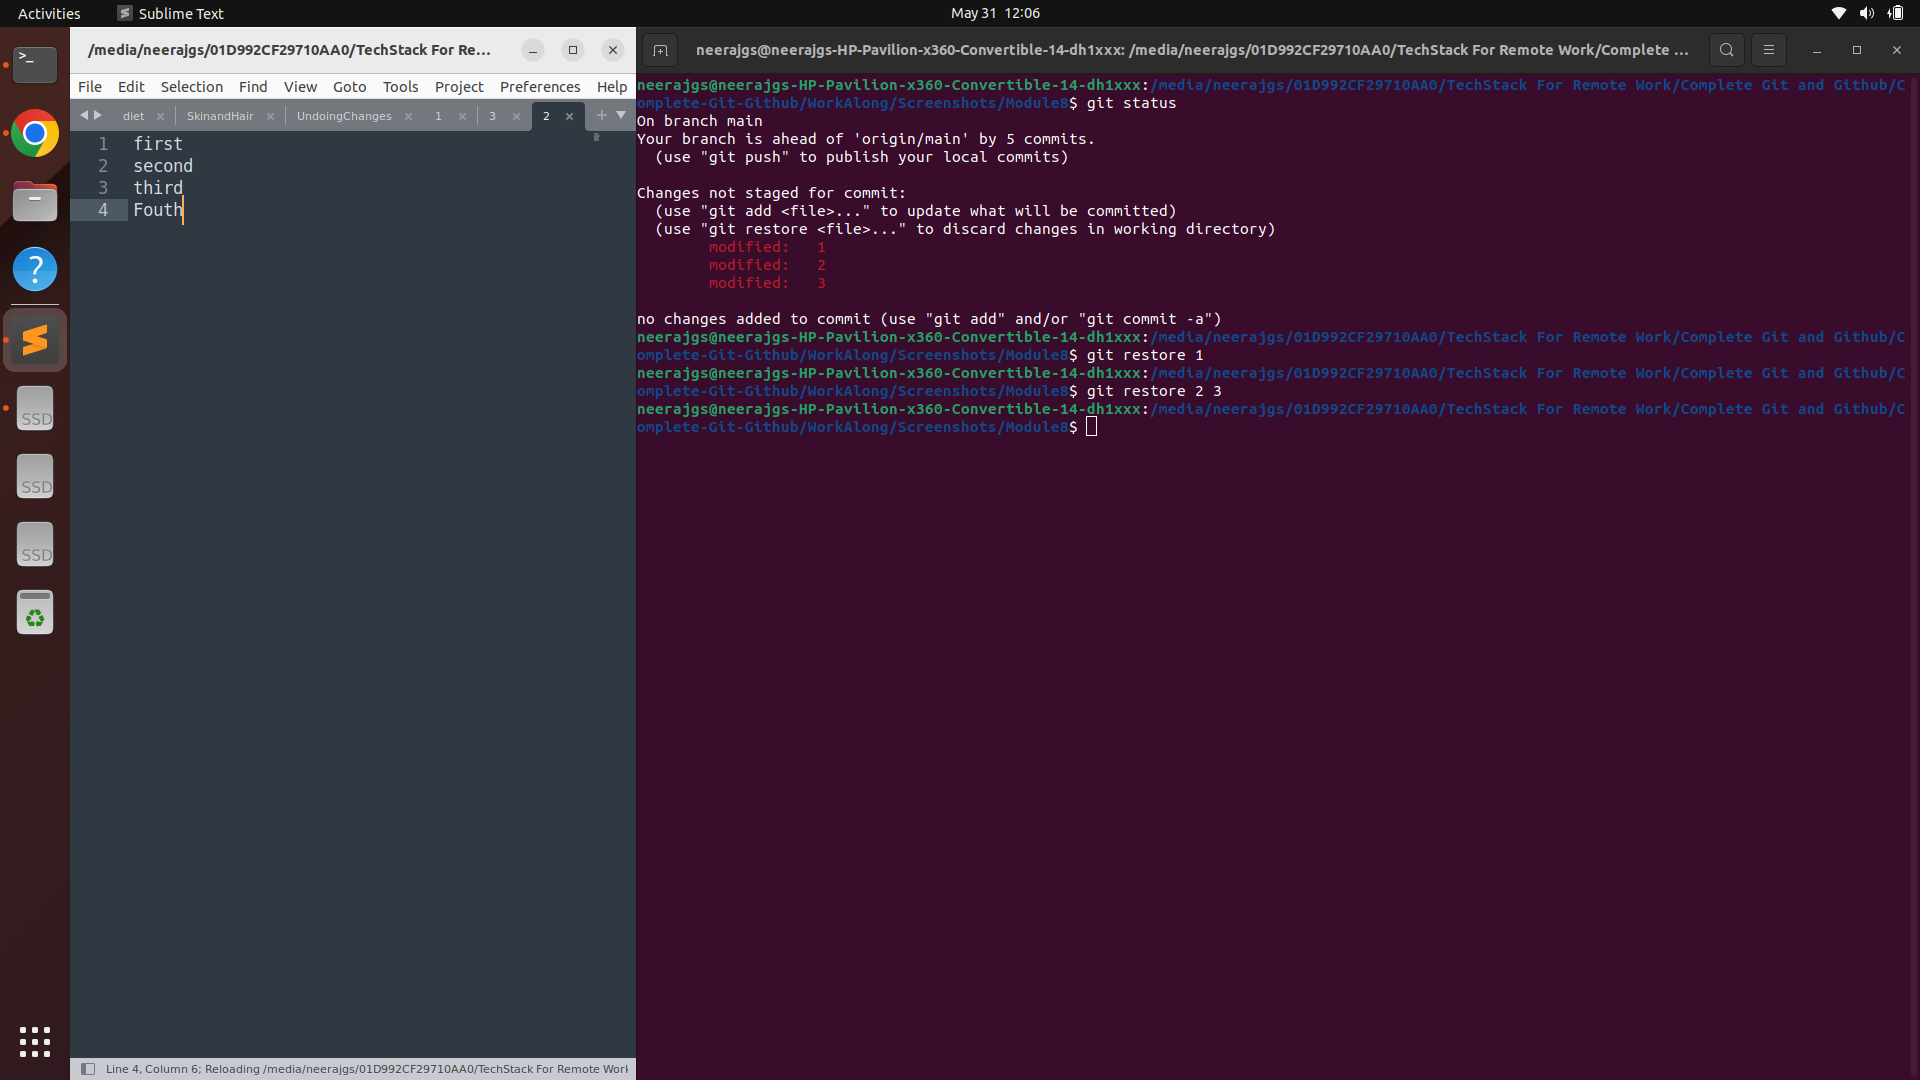 Activities
Sublime Text
May 31 12:06
/media/neerajgs/01D992CF29710AA0/TechStack For Re...
File Edit Selection Find View Goto Tools Project Preferences Help
diet SkinandHair UndoingChanges 1 3 2
1 first
2 second
3 third
4 Fouth
Line 4, Column 6; Reloading /media/neerajgs/01D992CF29710AA0/TechStack For Remote Work
neerajgs@neerajgs-HP-Pavilion-x360-Convertible-14-dh1xxx: /media/neerajgs/01D992CF29710AA0/TechStack For Remote Work/Complete ...
neerajgs@neerajgs-HP-Pavilion-x360-Convertible-14-dh1xxx:/media/neerajgs/01D992CF29710AA0/TechStack For Remote Work/Complete Git and Github/C
omplete-Git-Github/WorkAlong/Screenshots/Module8$ git status
On branch main
Your branch is ahead of 'origin/main' by 5 commits.
(use "git push" to publish your local commits)
Changes not staged for commit:
(use "git add <file>..." to update what will be committed)
(use "git restore <file>..." to discard changes in working directory)
modified: 1
modified: 2
modified: 3
no changes added to commit (use "git add" and/or "git commit -a")
neerajgs@neerajgs-HP-Pavilion-x360-Convertible-14-dh1xxx:/media/neerajgs/01D992CF29710AA0/TechStack For Remote Work/Complete Git and Github/C
omplete-Git-Github/WorkAlong/Screenshots/Module8$ git restore 1
neerajgs@neerajgs-HP-Pavilion-x360-Convertible-14-dh1xxx:/media/neerajgs/01D992CF29710AA0/TechStack For Remote Work/Complete Git and Github/C
omplete-Git-Github/WorkAlong/Screenshots/Module8$ git restore 2 3
neerajgs@neerajgs-HP-Pavilion-x360-Convertible-14-dh1xxx:/media/neerajgs/01D992CF29710AA0/TechStack For Remote Work/Complete Git and Github/C
omplete-Git-Github/WorkAlong/Screenshots/Module8$
SSD
SSD
SSD